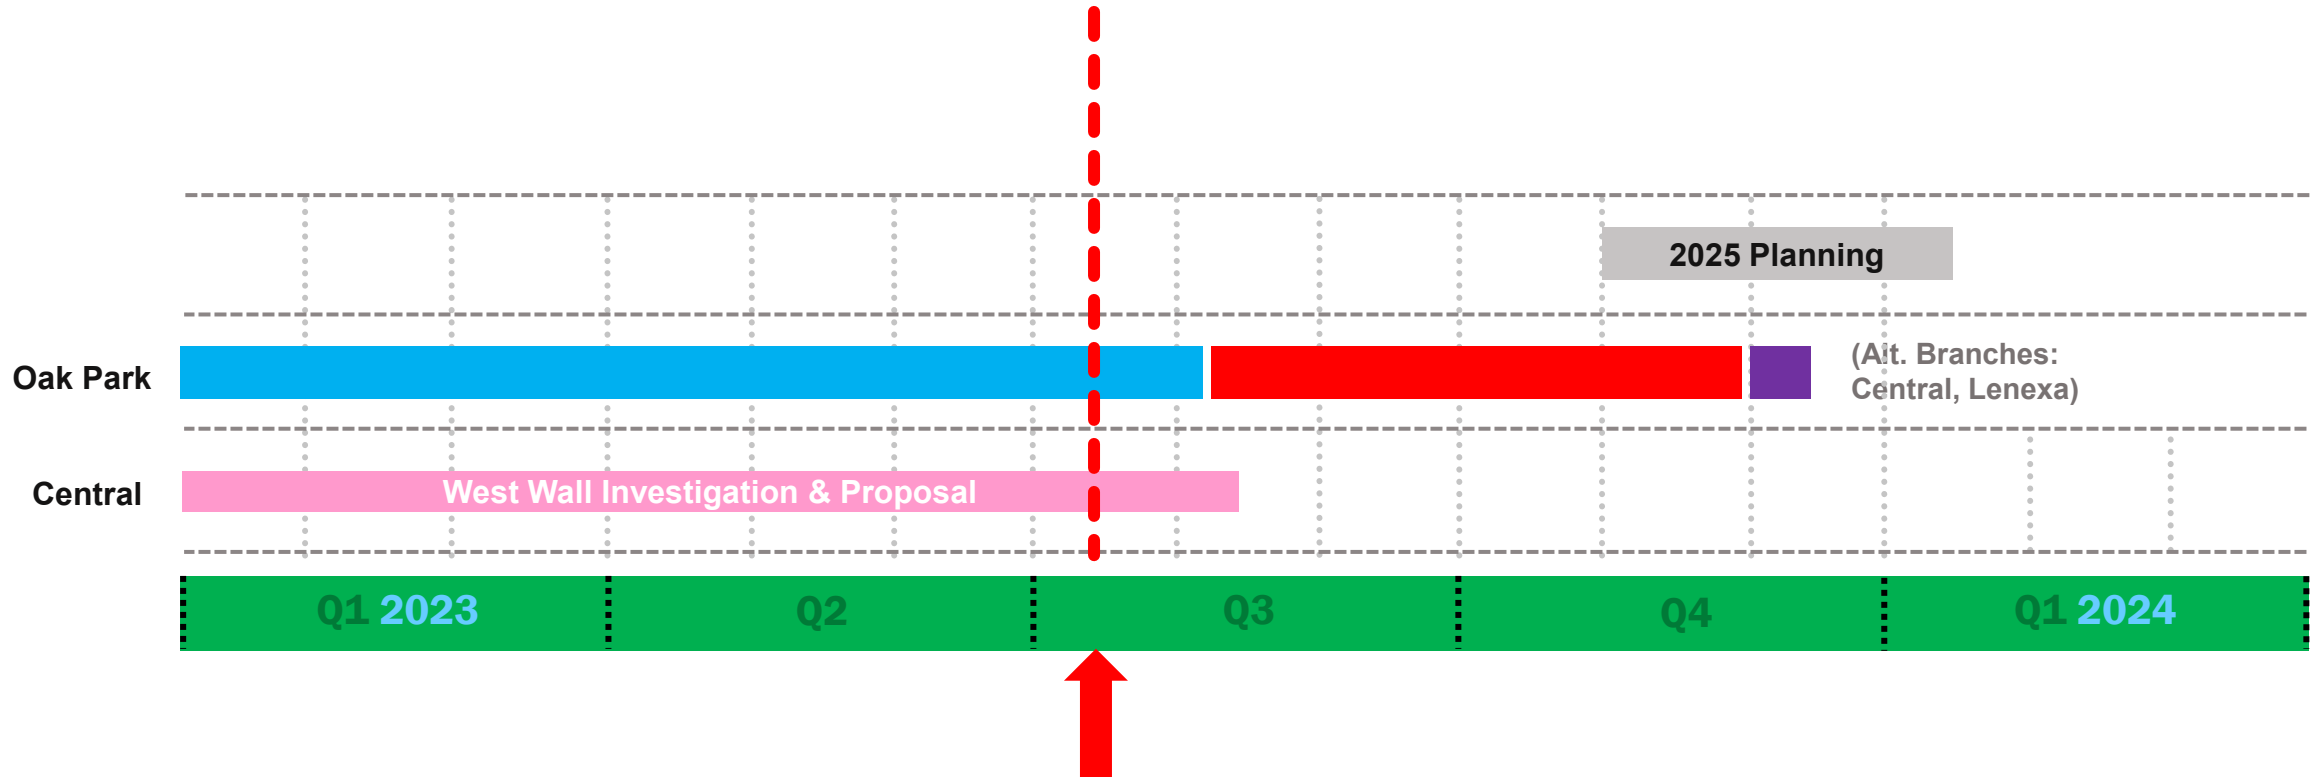 2025 Planning
Oak Park
(Alt. Branches:
Central, Lenexa)
Central
West Wall Investigation & Proposal
Q1 2023
Q2
Q3
Q4
Q1 2024